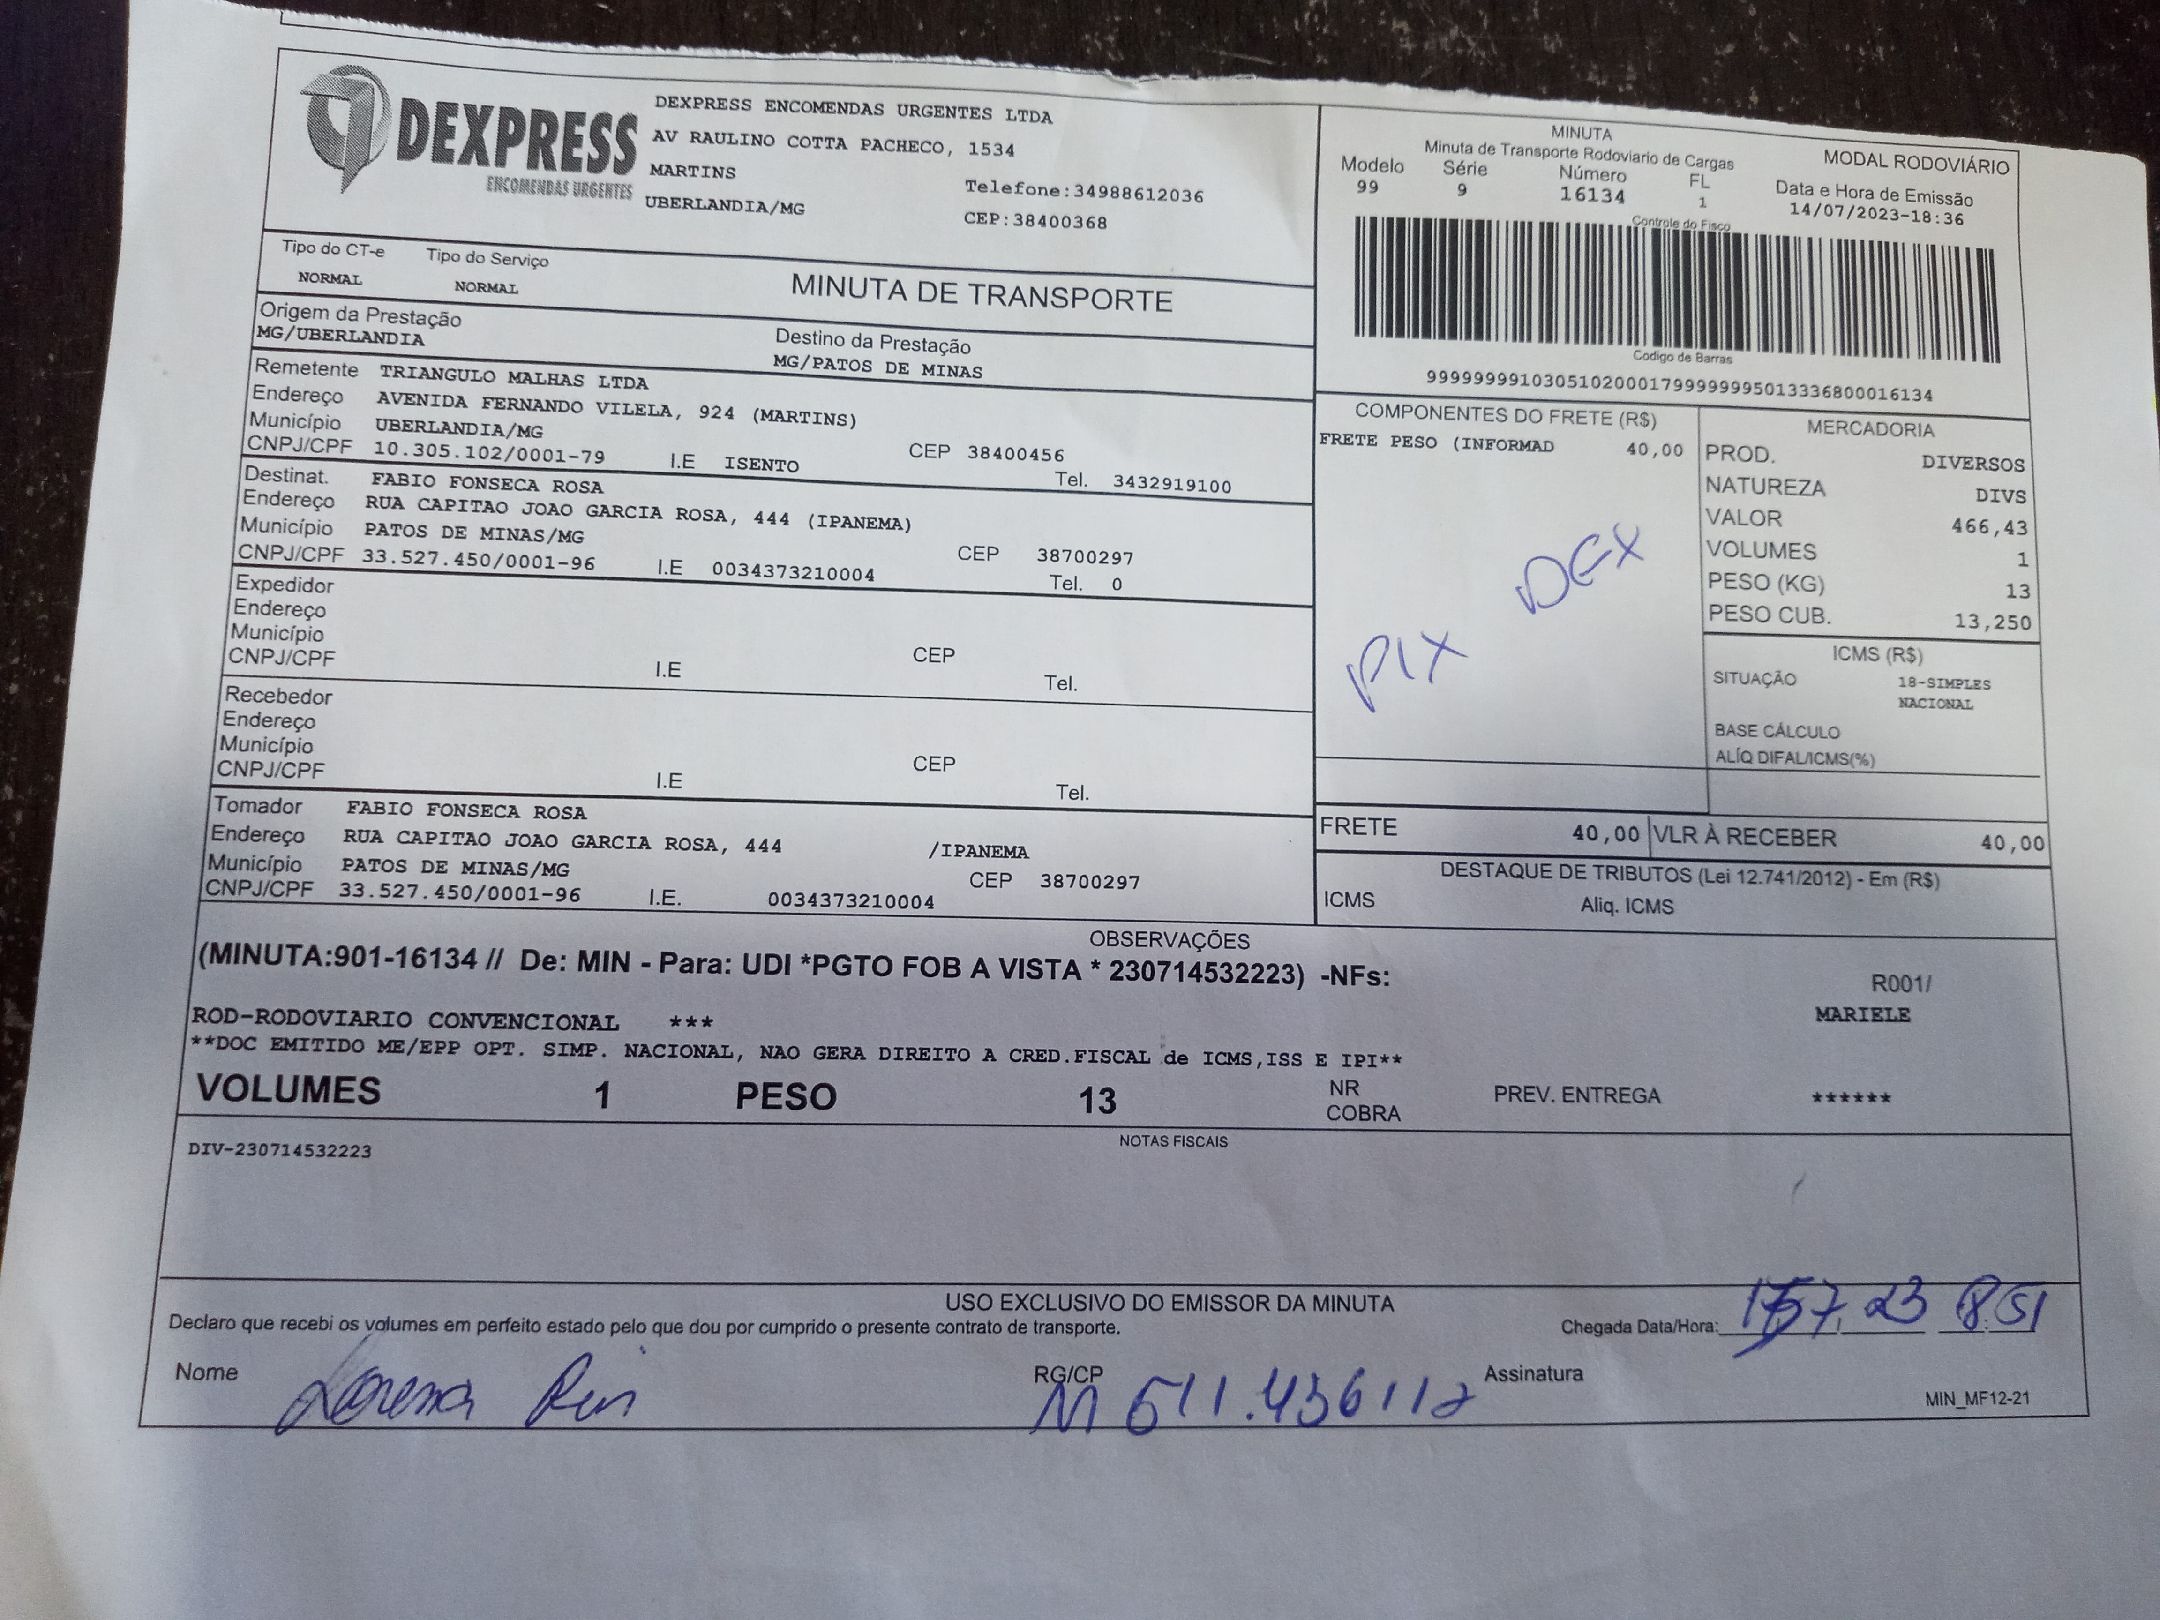 DEXPRESS
ENCOMENDAS URGENTES
DEXPRESS ENCOMENDAS URGENTES LTDA
AV RAULINO COTTA PACHECO, 1534
MARTINS
Telefone:34988612036
UBERLANDIA/MG
CEP:38400368
MINUTA
Minuta de Transporte Rodoviario de Cargas
MODAL RODOVIÁRIO
Modelo Série Número FL Data e Hora de Emissão
99 9 16134 1 14/07/2023-18:36
Controle do Fisco
Codigo de Barras
Tipo do CT-e Tipo do Serviço
NORMAL NORMAL
MINUTA DE TRANSPORTE
Origem da Prestação Destino da Prestação
MG/UBERLANDIA MG/PATOS DE MINAS
Remetente TRIANGULO MALHAS LTDA
Endereço AVENIDA FERNANDO VILELA, 924 (MARTINS)
Município UBERLANDIA/MG CEP 38400456
CNPJ/CPF 10.305.102/0001-79 I.E ISENTO Tel. 3432919100
Destinat. FABIO FONSECA ROSA
Endereço RUA CAPITAO JOAO GARCIA ROSA, 444 (IPANEMA)
Município PATOS DE MINAS/MG CEP 38700297
CNPJ/CPF 33.527.450/0001-96 I.E 0034373210004 Tel. 0
Expedidor
Endereço
Município CEP
CNPJ/CPF I.E Tel.
Recebedor
Endereço
Município CEP
CNPJ/CPF I.E Tel.
Tomador FABIO FONSECA ROSA
Endereço RUA CAPITAO JOAO GARCIA ROSA, 444 /IPANEMA
Município PATOS DE MINAS/MG CEP 38700297
CNPJ/CPF 33.527.450/0001-96 I.E. 0034373210004
COMPONENTES DO FRETE (R$)
FRETE PESO (INFORMAD 40,00
PIX DEX
MERCADORIA
PROD. DIVERSOS
NATUREZA DIVS
VALOR 466,43
VOLUMES 1
PESO (KG) 13
PESO CUB. 13,250
ICMS (R$)
SITUAÇÃO 18-SIMPLES
NACIONAL
BASE CÁLCULO
ALÍQ DIFAL/ICMS(%)
FRETE 40,00 VLR À RECEBER 40,00
DESTAQUE DE TRIBUTOS (Lei 12.741/2012) - Em (R$)
ICMS Aliq. ICMS
OBSERVAÇÕES
(MINUTA:901-16134 // De: MIN - Para: UDI *PGTO FOB A VISTA * 230714532223) -NFs:
R001/
MARIELE
ROD-RODOVIARIO CONVENCIONAL ***
**DOC EMITIDO ME/EPP OPT. SIMP. NACIONAL, NAO GERA DIREITO A CRED.FISCAL de ICMS,ISS E IPI**
VOLUMES 1 PESO 13 NR COBRA PREV. ENTREGA ******
NOTAS FISCAIS
DIV-230714532223
USO EXCLUSIVO DO EMISSOR DA MINUTA
Declaro que recebi os volumes em perfeito estado pelo que dou por cumprido o presente contrato de transporte.
Chegada Data/Hora: 23 8:51
Nome Lorena RG/CP Assinatura
MIN_MF12-21